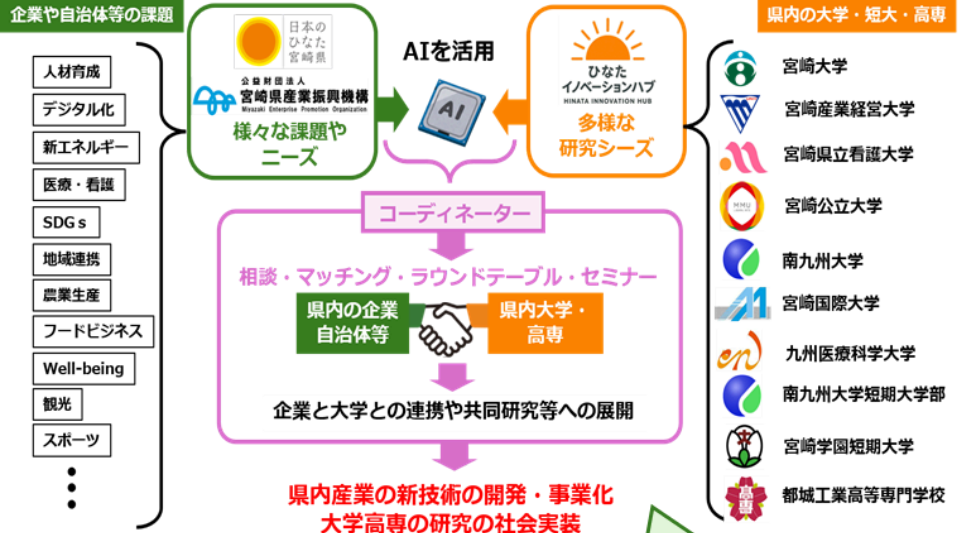 企業や自治体等の課題
人材育成
デジタル化
新エネルギー
医療・看護
SDGｓ
地域連携
農業生産
フードビジネス
Well-being
観光
スポーツ
日本の
ひなた
宮崎県
公益財団法人
宮崎県産業振興機構
Miyazaki Enterprise Promotion Organization
様々な課題や
ニーズ
AIを活用
AI
ひなた
イノベーションハブ
HINATA INNOVATION HUB
多様な
研究シーズ
コーディネーター
相談・マッチング・ラウンドテーブル・セミナー
県内の企業
自治体等
県内大学・
高専
企業と大学との連携や共同研究等への展開
県内産業の新技術の開発・事業化
大学高専の研究の社会実装
県内の大学・短大・高専
宮崎大学
宮崎産業経営大学
宮崎県立看護大学
MMU
宮崎公立大学
南九州大学
宮崎国際大学
九州医療科学大学
南九州大学短期大学部
宮崎学園短期大学
高専
都城工業高等専門学校